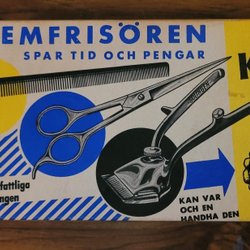 EMFRISÖREN
SPAR TID OCH PENGAR
K
fattliga
ngen
KAN VAR
OCH EN
HANDHA DEN